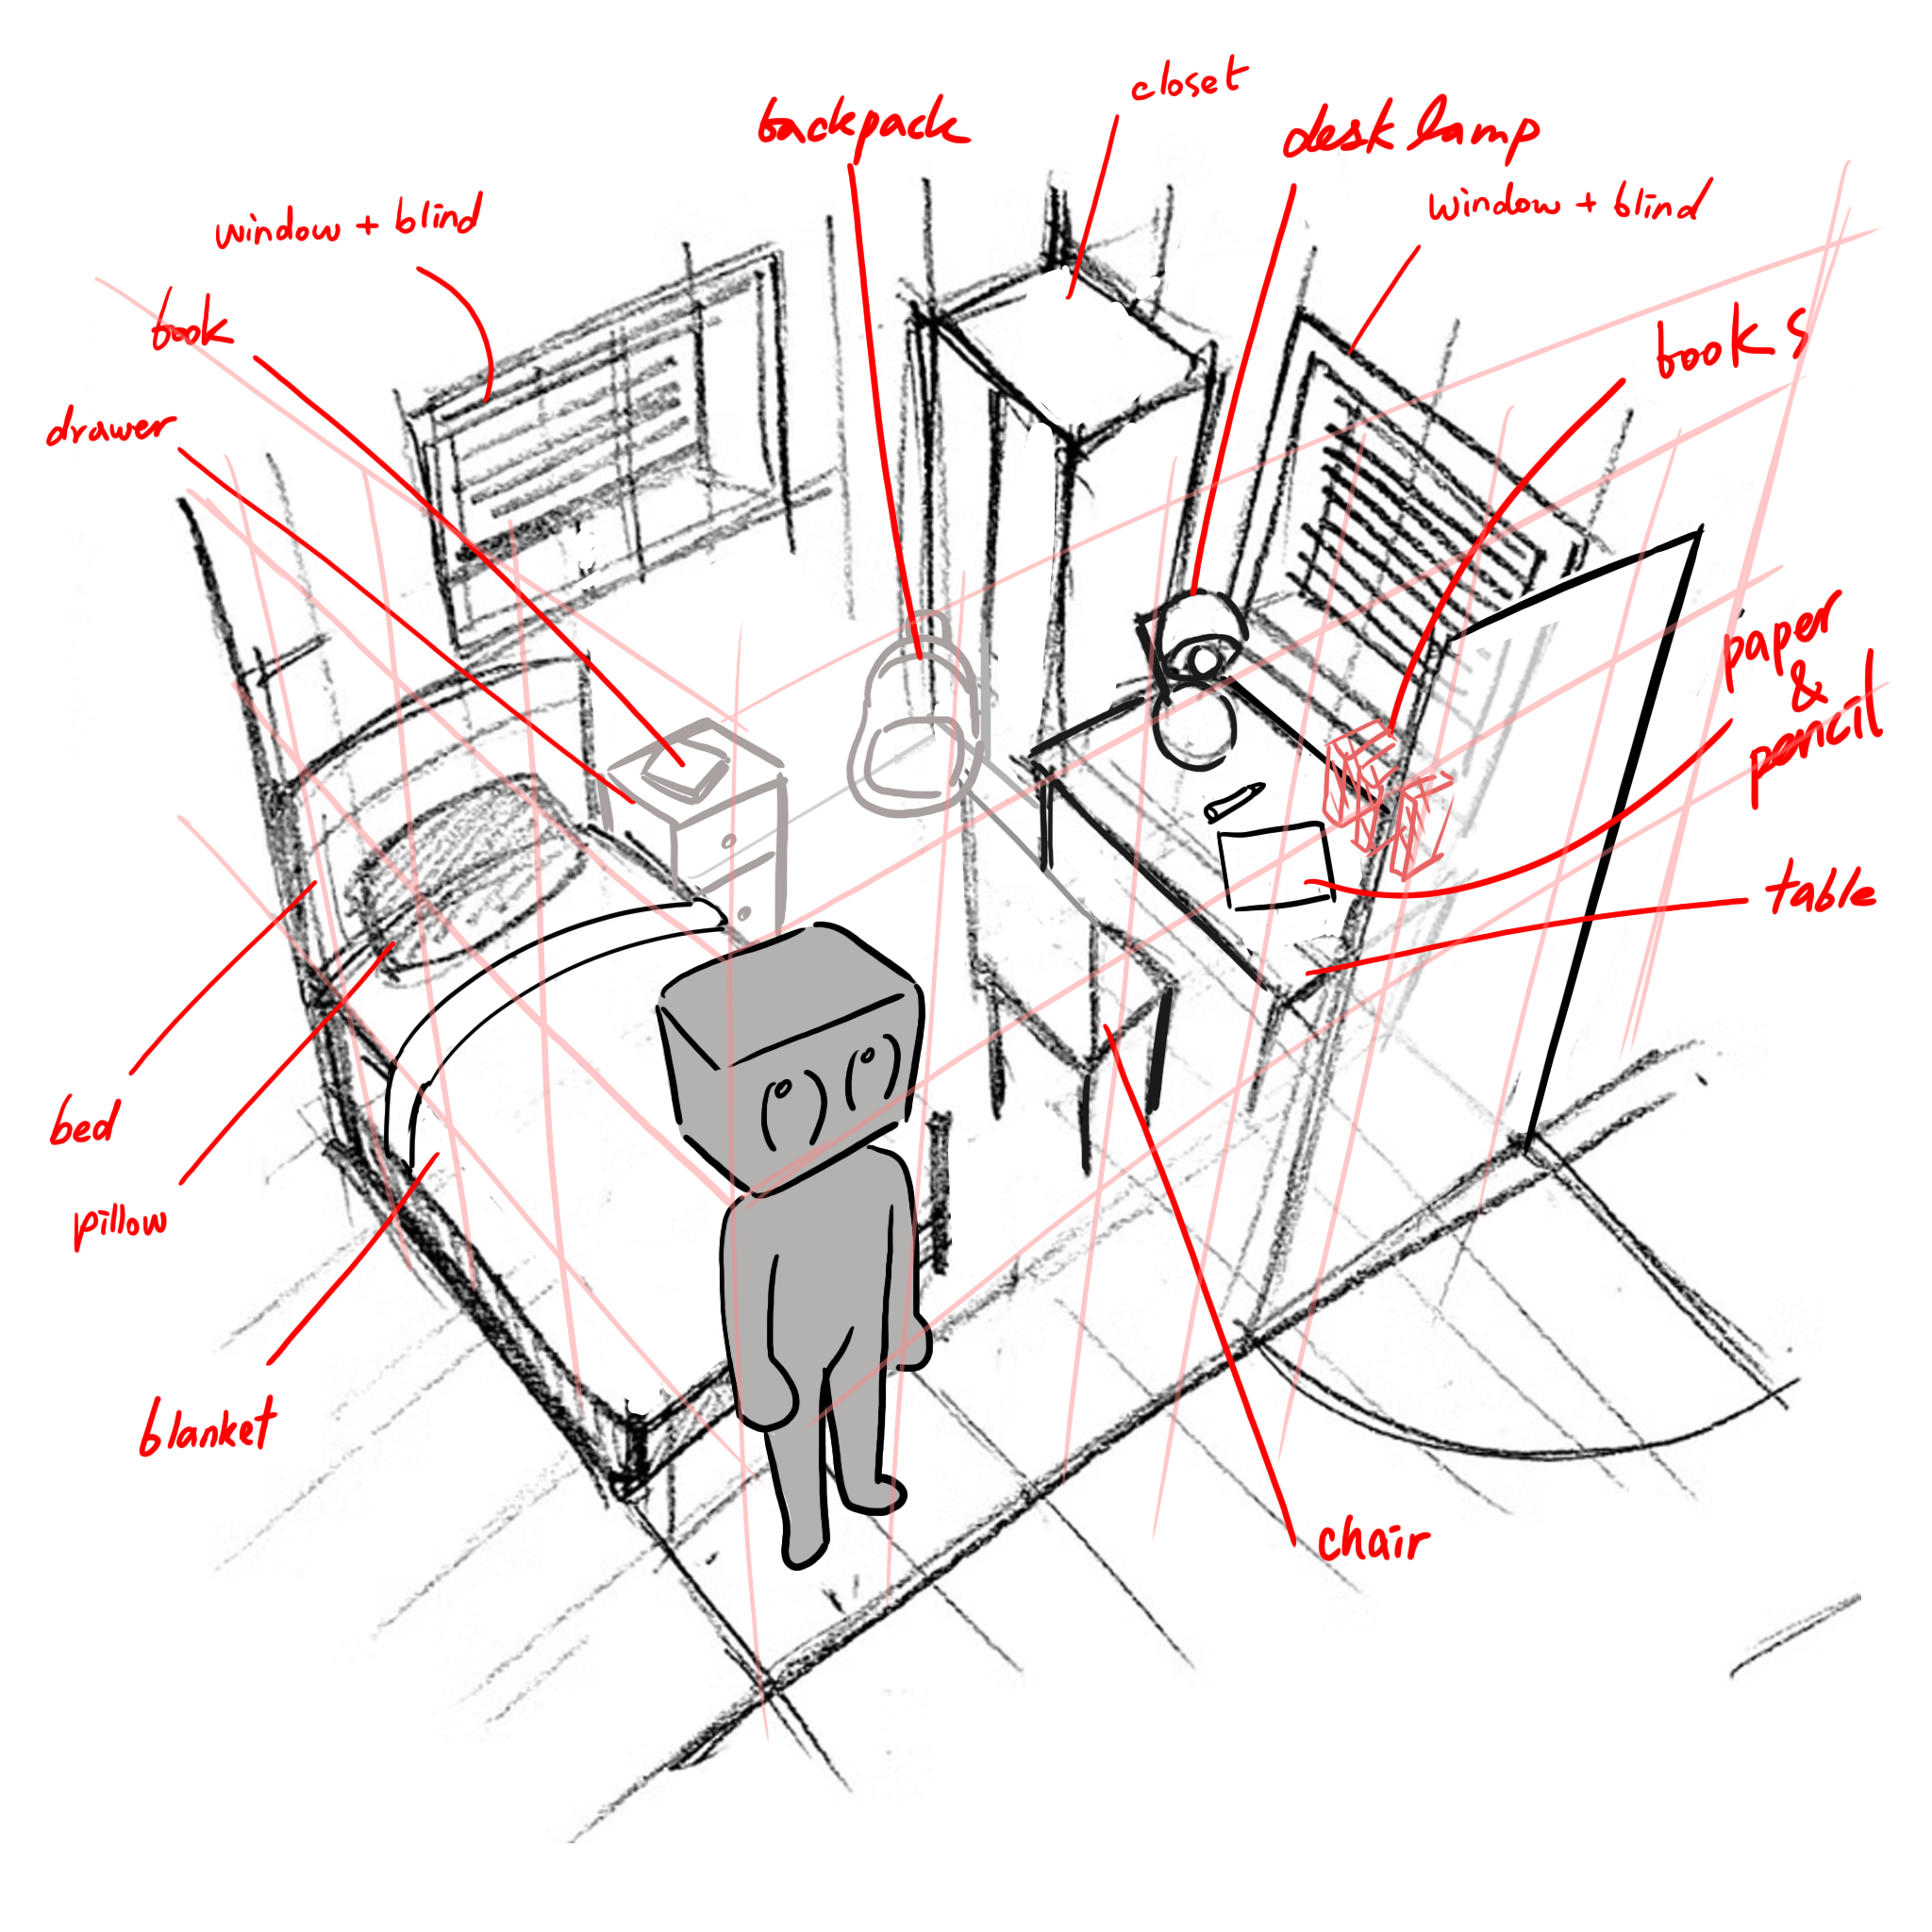 closet
backpack
desk lamp
window + blind
window + blind
book
books
drawer
paper
&
pencil
table
bed
pillow
blanket
chair